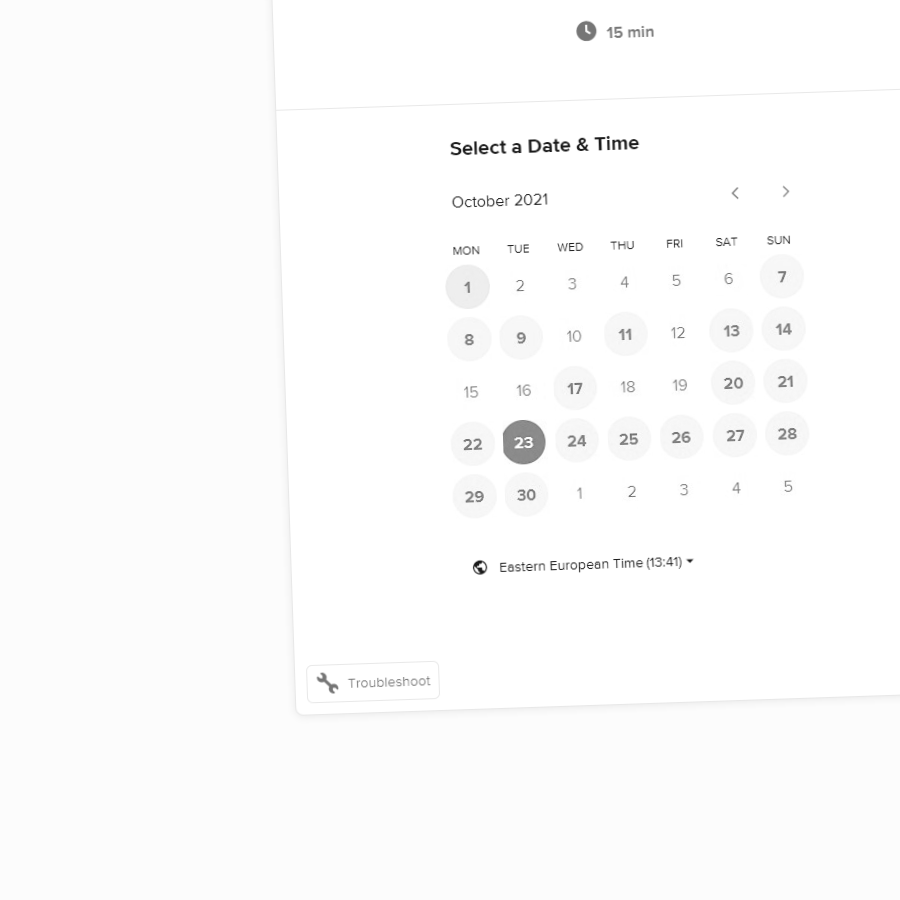 15 min
Select a Date & Time
October 2021
MON TUE WED THU FRI SAT SUN
1 2 3 4 5 6 7
8 9 10 11 12 13 14
15 16 17 18 19 20 21
22 23 24 25 26 27 28
29 30 1 2 3 4 5
Eastern European Time (13:41)
Troubleshoot